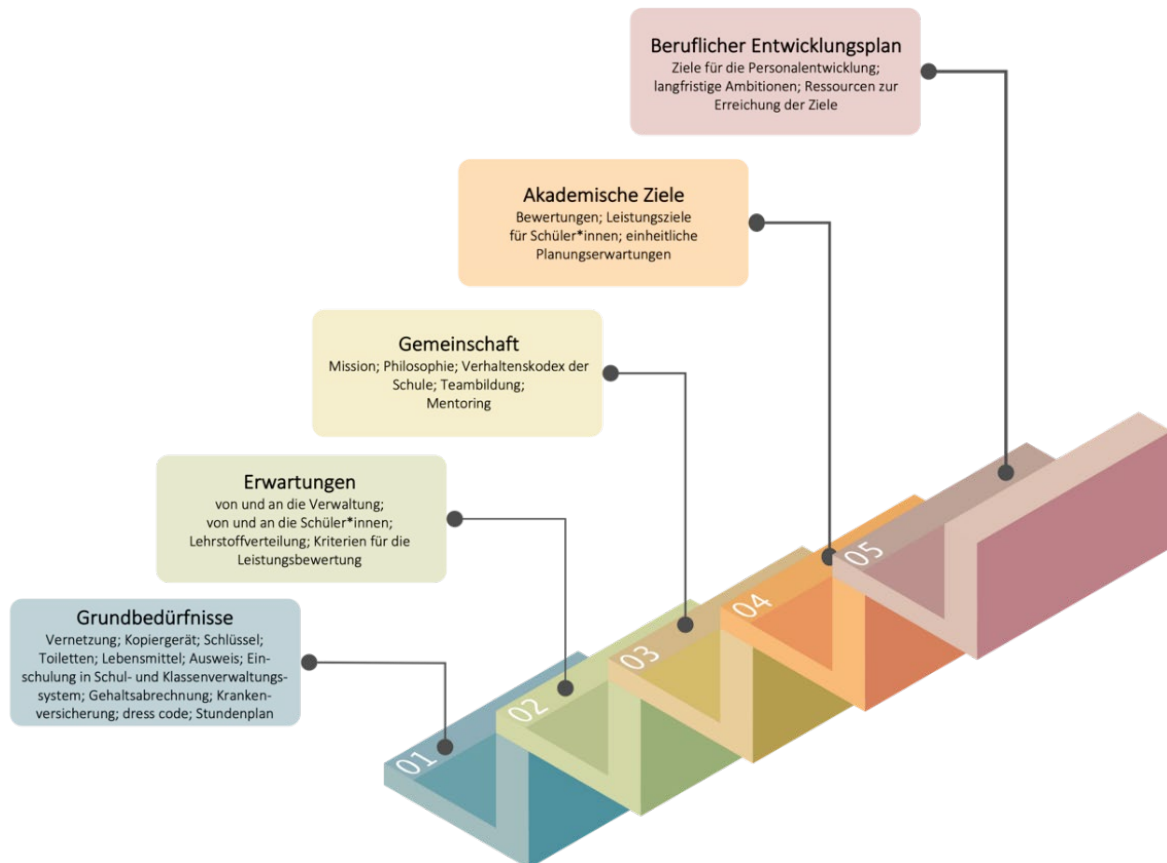 Beruflicher Entwicklungsplan
Ziele für die Personalentwicklung;
langfristige Ambitionen; Ressourcen zur
Erreichung der Ziele
Akademische Ziele
Bewertungen; Leistungsziele
für Schüler*innen; einheitliche
Planungserwartungen
Gemeinschaft
Mission; Philosophie; Verhaltenskodex der
Schule; Teambildung;
Mentoring
Erwartungen
von und an die Verwaltung;
von und an die Schüler*innen;
Lehrstoffverteilung; Kriterien für die
Leistungsbewertung
Grundbedürfnisse
Vernetzung; Kopiergerät; Schlüssel;
Toiletten; Lebensmittel; Ausweis; Ein-
schulung in Schul- und Klassenverwaltungs-
system; Gehaltsabrechnung; Kranken-
versicherung; dress code; Stundenplan
05
04
03
02
01